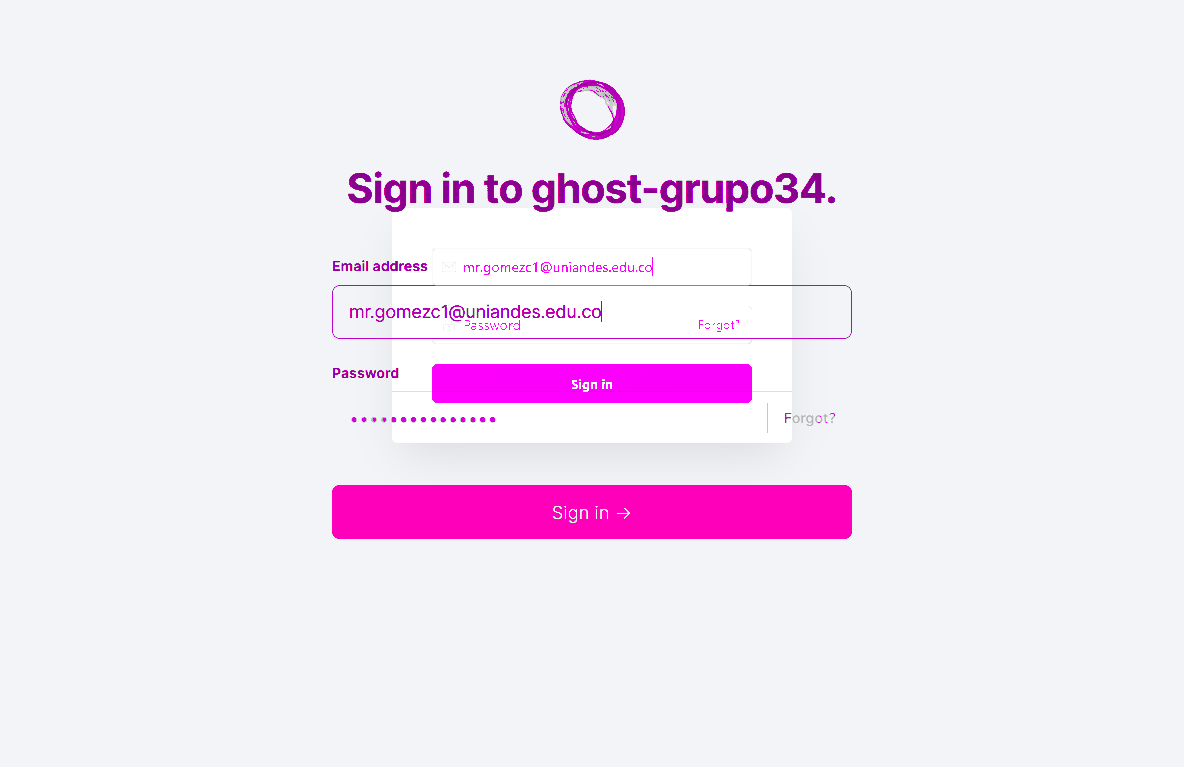 Sign in to ghost-grupo34.
Email address
mr.gomezc1@uniandes.edu.co
mr.gomezc1@uniandes.edu.co
Password
Forgot?
Password
Sign in
Forgot?
Sign in →